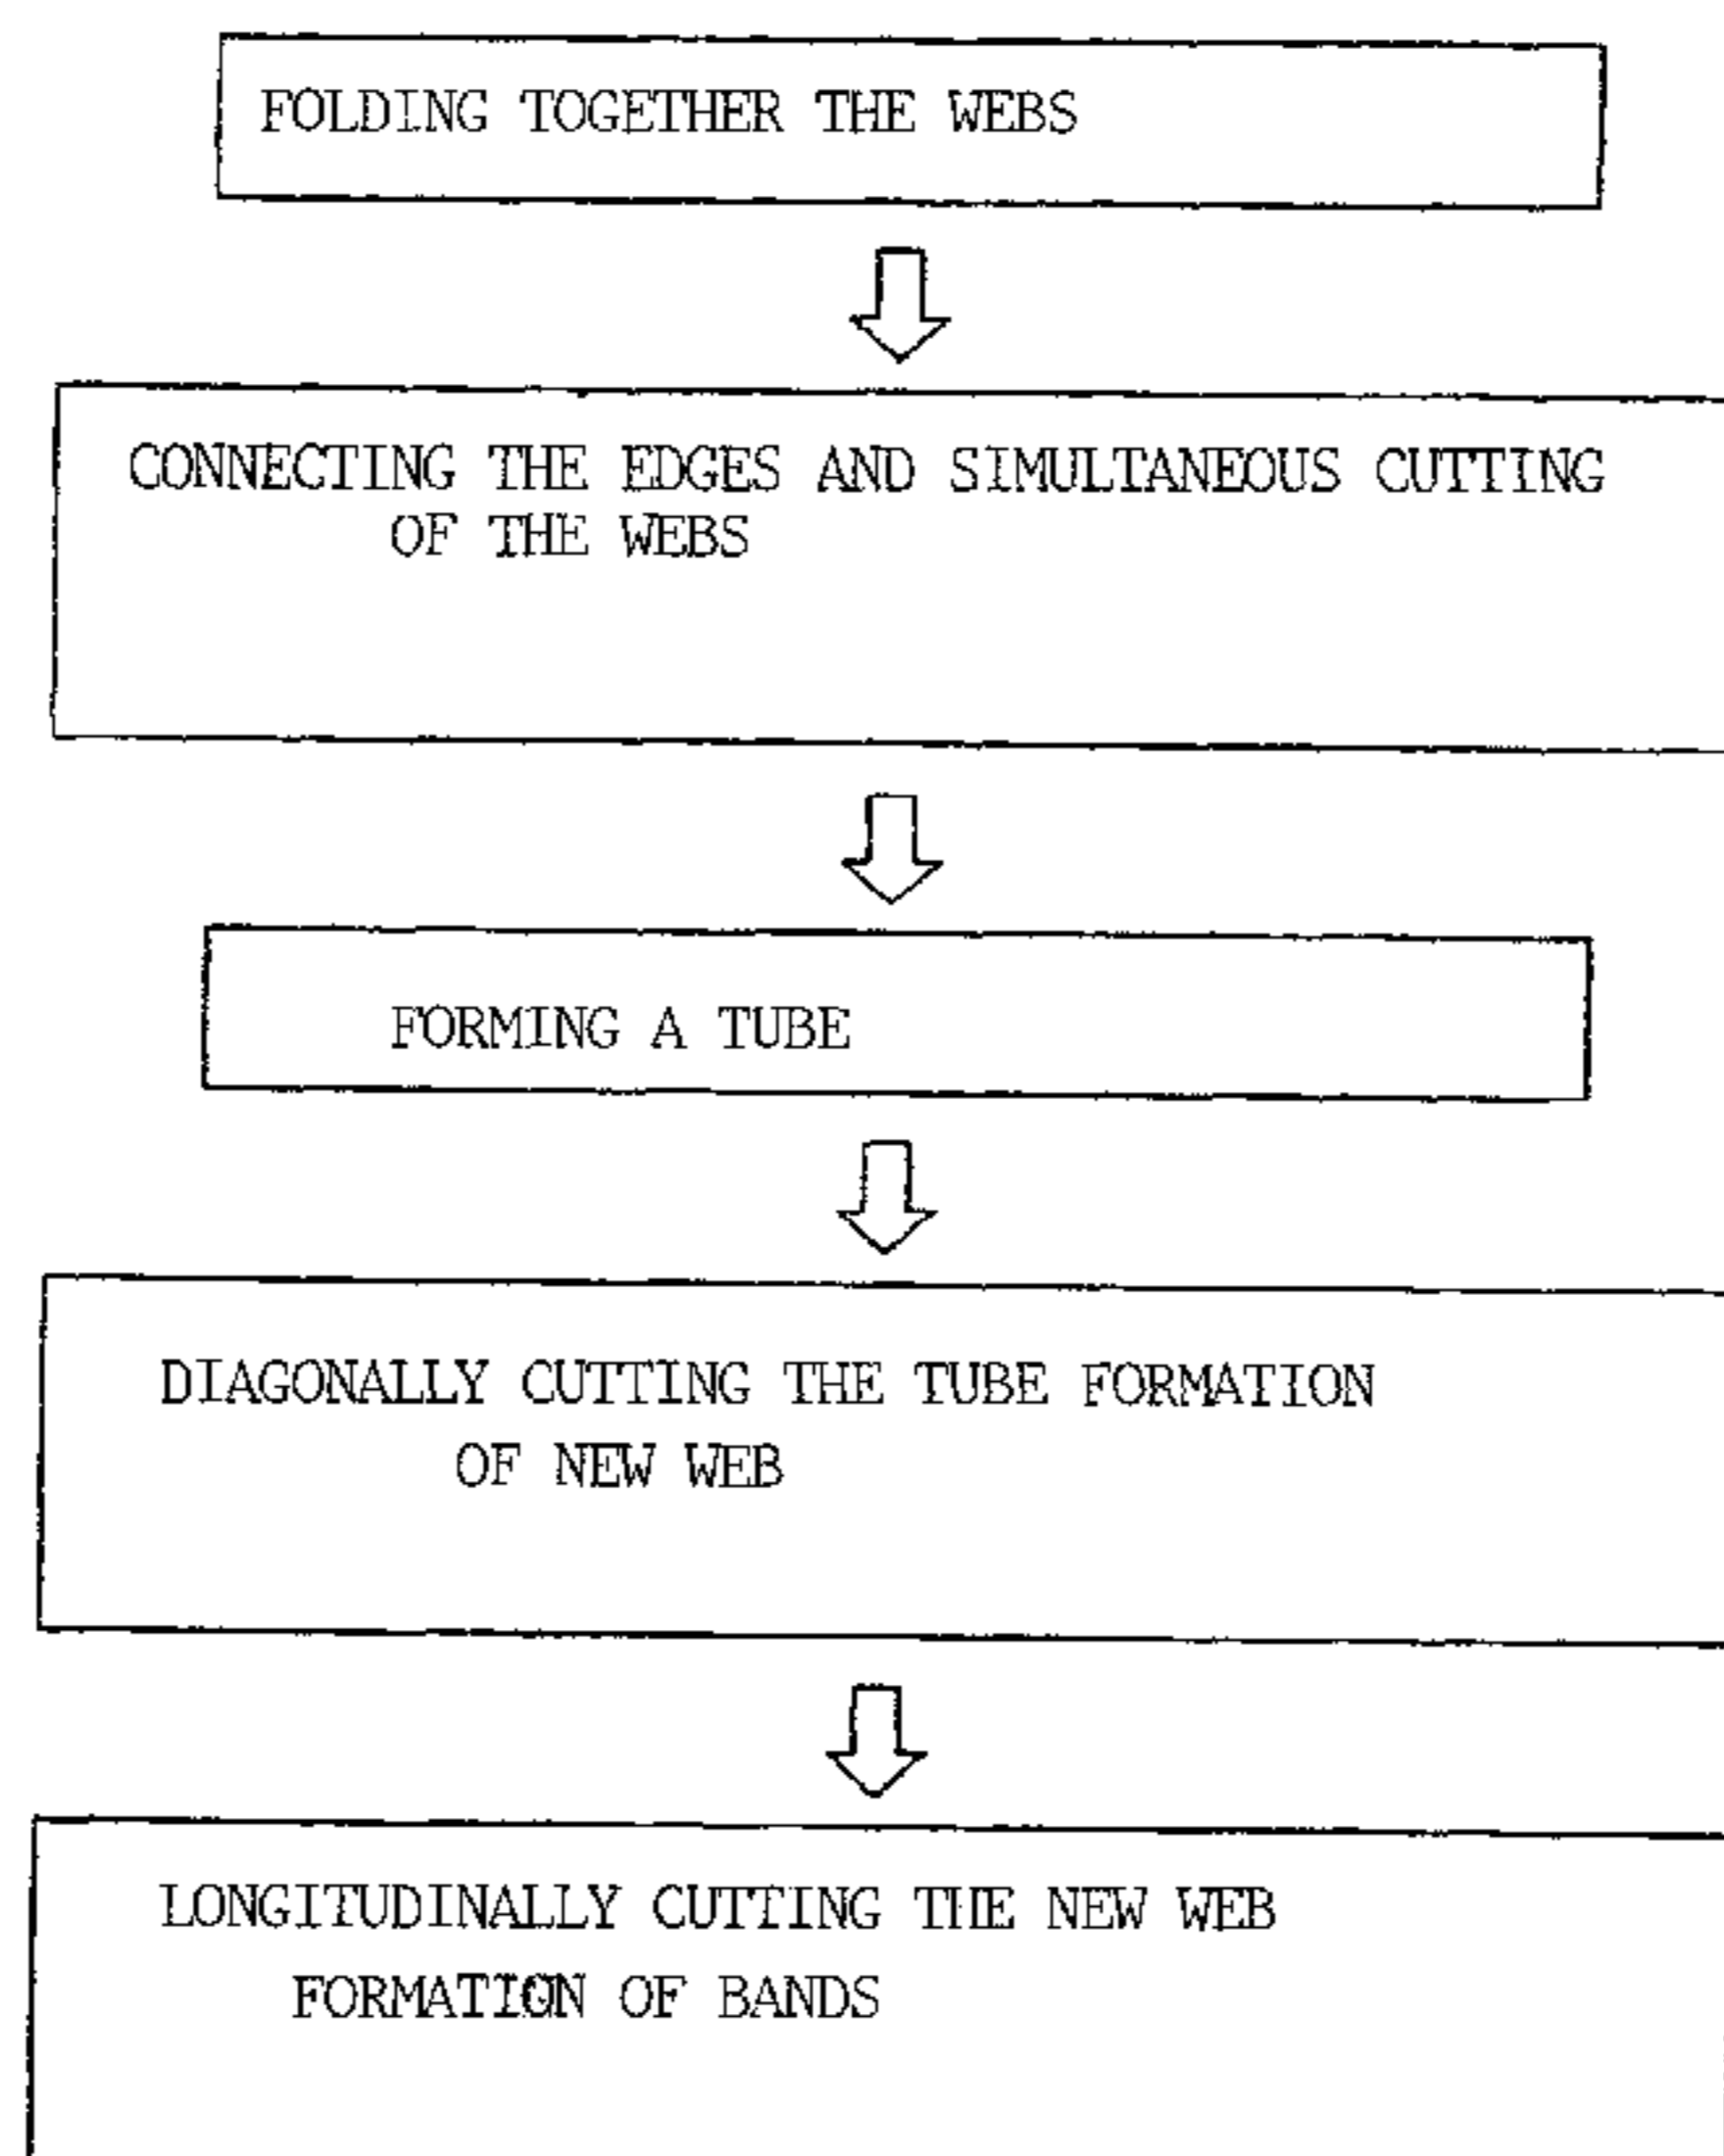 FOLDING TOGETHER THE WEBS
CONNECTING THE EDGES AND SIMULTANEOUS CUTTING
OF THE WEBS
FORMING A TUBE
DIAGONALLY CUTTING THE TUBE FORMATION
OF NEW WEB
LONGITUDINALLY CUTTING THE NEW WEB
FORMATION OF BANDS